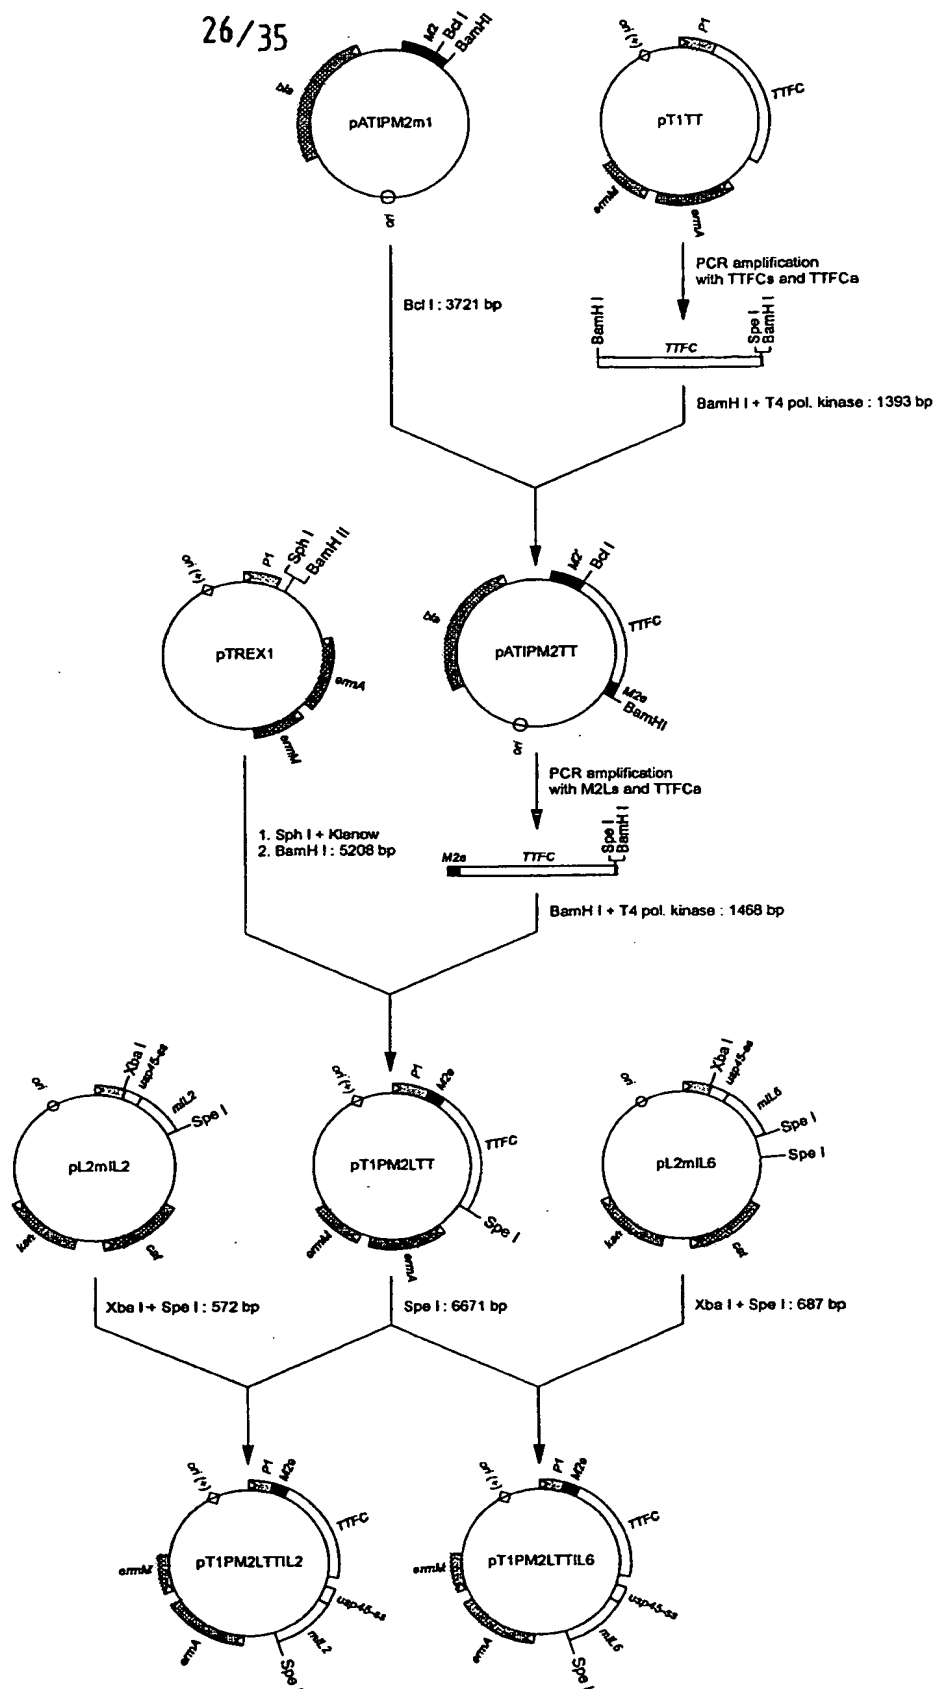 26/35
M2
Bcl I
BamHI
bla
pATIPM2m1
ori
ori (+)
P1
TTFC
pT1TT
ermM
ermA
PCR amplification
with TTFCs and TTFCa
Bcl I : 3721 bp
BamH I
Spe I
BamH I
TTFC
BamH I + T4 pol. kinase : 1393 bp
ori (+)
P1
Sph I
BamH II
pTREX1
ermA
ermM
bla
M2'
Bcl I
TTFC
pATIPM2TT
M2e
BamHI
ori
PCR amplification
with M2Ls and TTFCa
1. Sph I + Klenow
2. BamH I : 5208 bp
Spe I
BamH I
M2e
TTFC
BamH I + T4 pol. kinase : 1468 bp
ori
Xba I
usp45-ss
mIL2
Spe I
pL2mIL2
cat
ori (+)
P1
M2e
TTFC
pT1PM2LTT
Spe I
ermM
ermA
ori
Xba I
usp45-ss
mIL6
Spe I
Spe I
pL2mIL6
cat
Xba I + Spe I : 572 bp
Spe I : 6671 bp
Xba I + Spe I : 687 bp
ori (+)
P1
M2e
TTFC
ermM
pT1PM2LTTIL2
usp45-ss
mIL2
Spe I
ermA
ori (+)
P1
M2e
TTFC
ermM
pT1PM2LTTIL6
usp45-ss
mIL6
Spe I
ermA